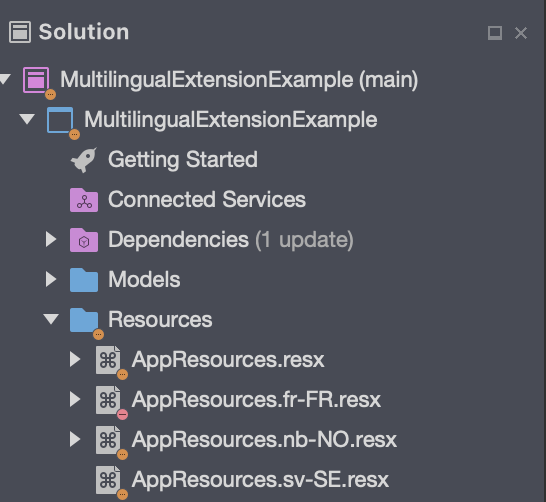 Solution
MultilingualExtensionExample (main)
MultilingualExtensionExample
Getting Started
Connected Services
Dependencies (1 update)
Models
Resources
AppResources.resx
AppResources.fr-FR.resx
AppResources.nb-NO.resx
AppResources.sv-SE.resx